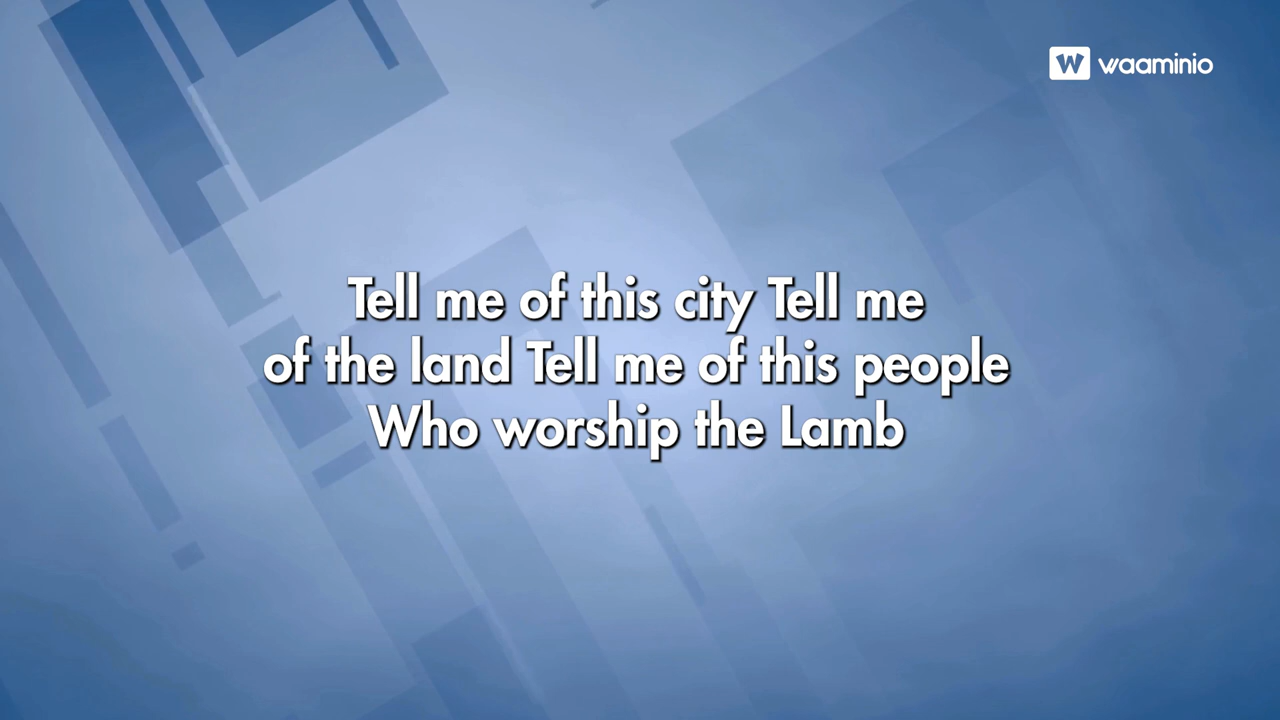 W waaminio
Tell me of this city Tell me
of the land Tell me of this people
Who worship the Lamb